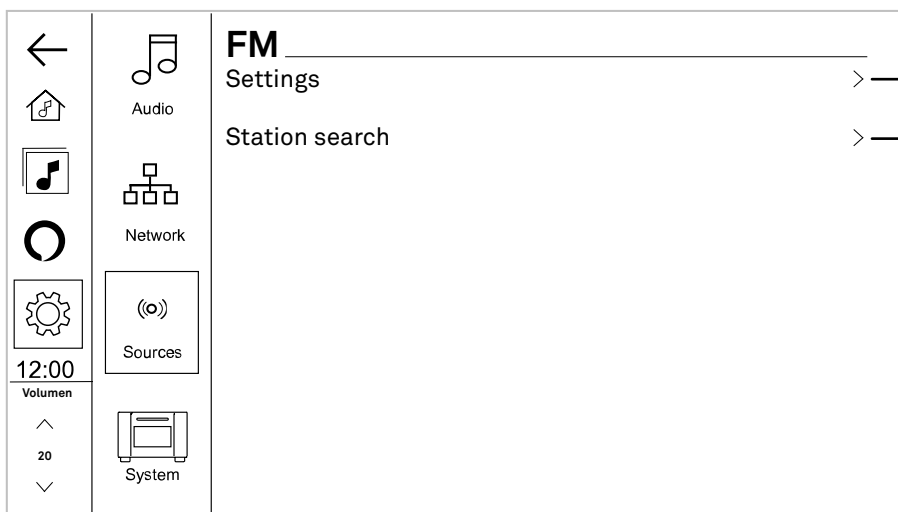 Audio
Network
Sources
System
12:00
Volumen
20
FM
Settings
Station search